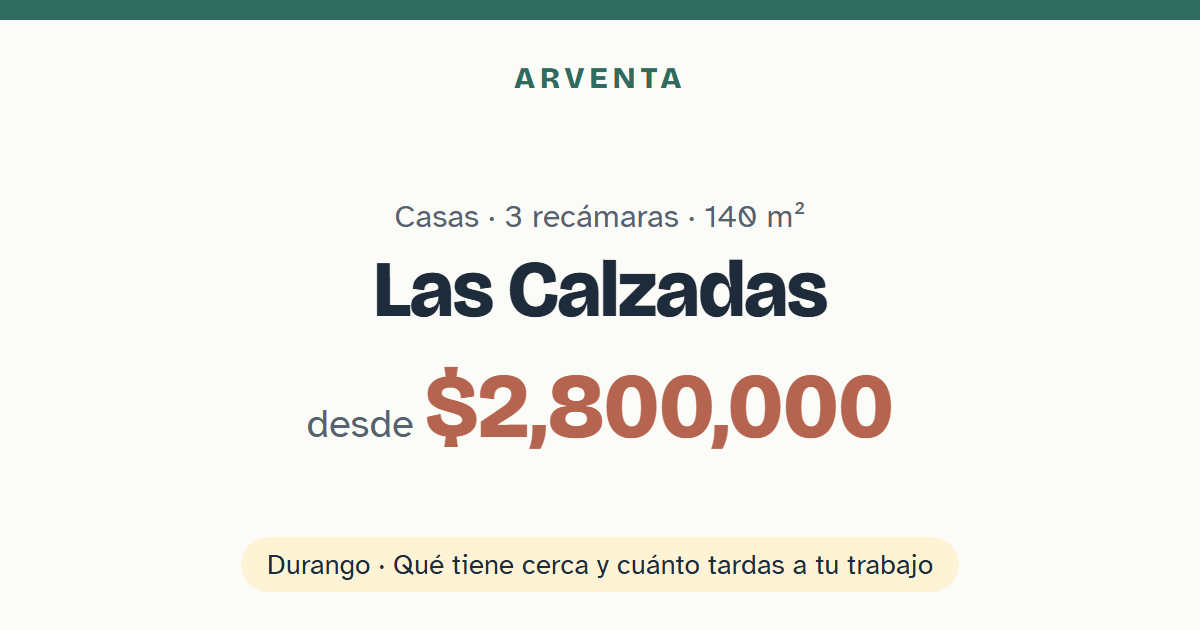 ARVENTA
Casas · 3 recámaras · 140 m²
Las Calzadas
desde $2,800,000
Durango · Qué tiene cerca y cuánto tardas a tu trabajo